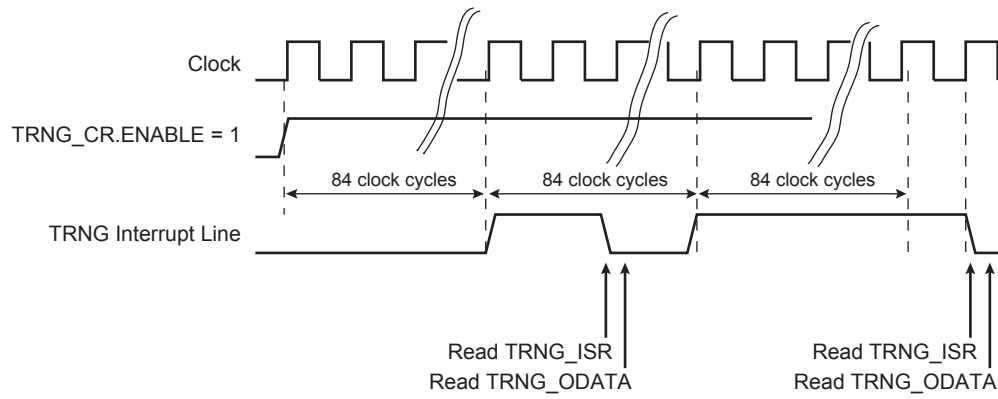 Clock
TRNG_CR.ENABLE = 1
84 clock cycles
84 clock cycles
84 clock cycles
TRNG Interrupt Line
Read TRNG_ISR
Read TRNG_ISR
Read TRNG_ODATA
Read TRNG_ODATA